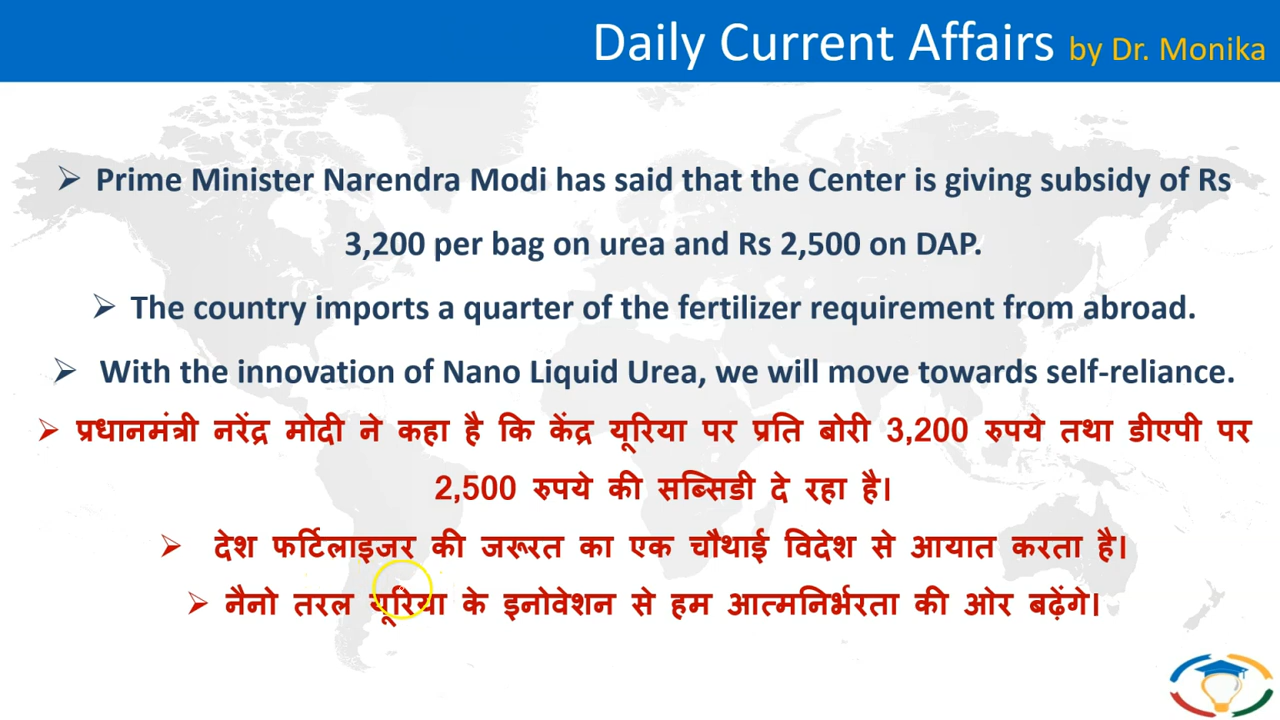 Daily Current Affairs by Dr. Monika
➢ Prime Minister Narendra Modi has said that the Center is giving subsidy of Rs
3,200 per bag on urea and Rs 2,500 on DAP.
➢ The country imports a quarter of the fertilizer requirement from abroad.
➢ With the innovation of Nano Liquid Urea, we will move towards self-reliance.
➢ प्रधानमंत्री नरेंद्र मोदी ने कहा है कि केंद्र यूरिया पर प्रति बोरी 3,200 रुपये तथा डीएपी पर
2,500 रुपये की सब्सिडी दे रहा है।
➢ देश फर्टिलाइजर की जरूरत का एक चौथाई विदेश से आयात करता है।
➢ नैनो तरल यूरिया के इनोवेशन से हम आत्मनिर्भरता की ओर बढ़ेंगे।